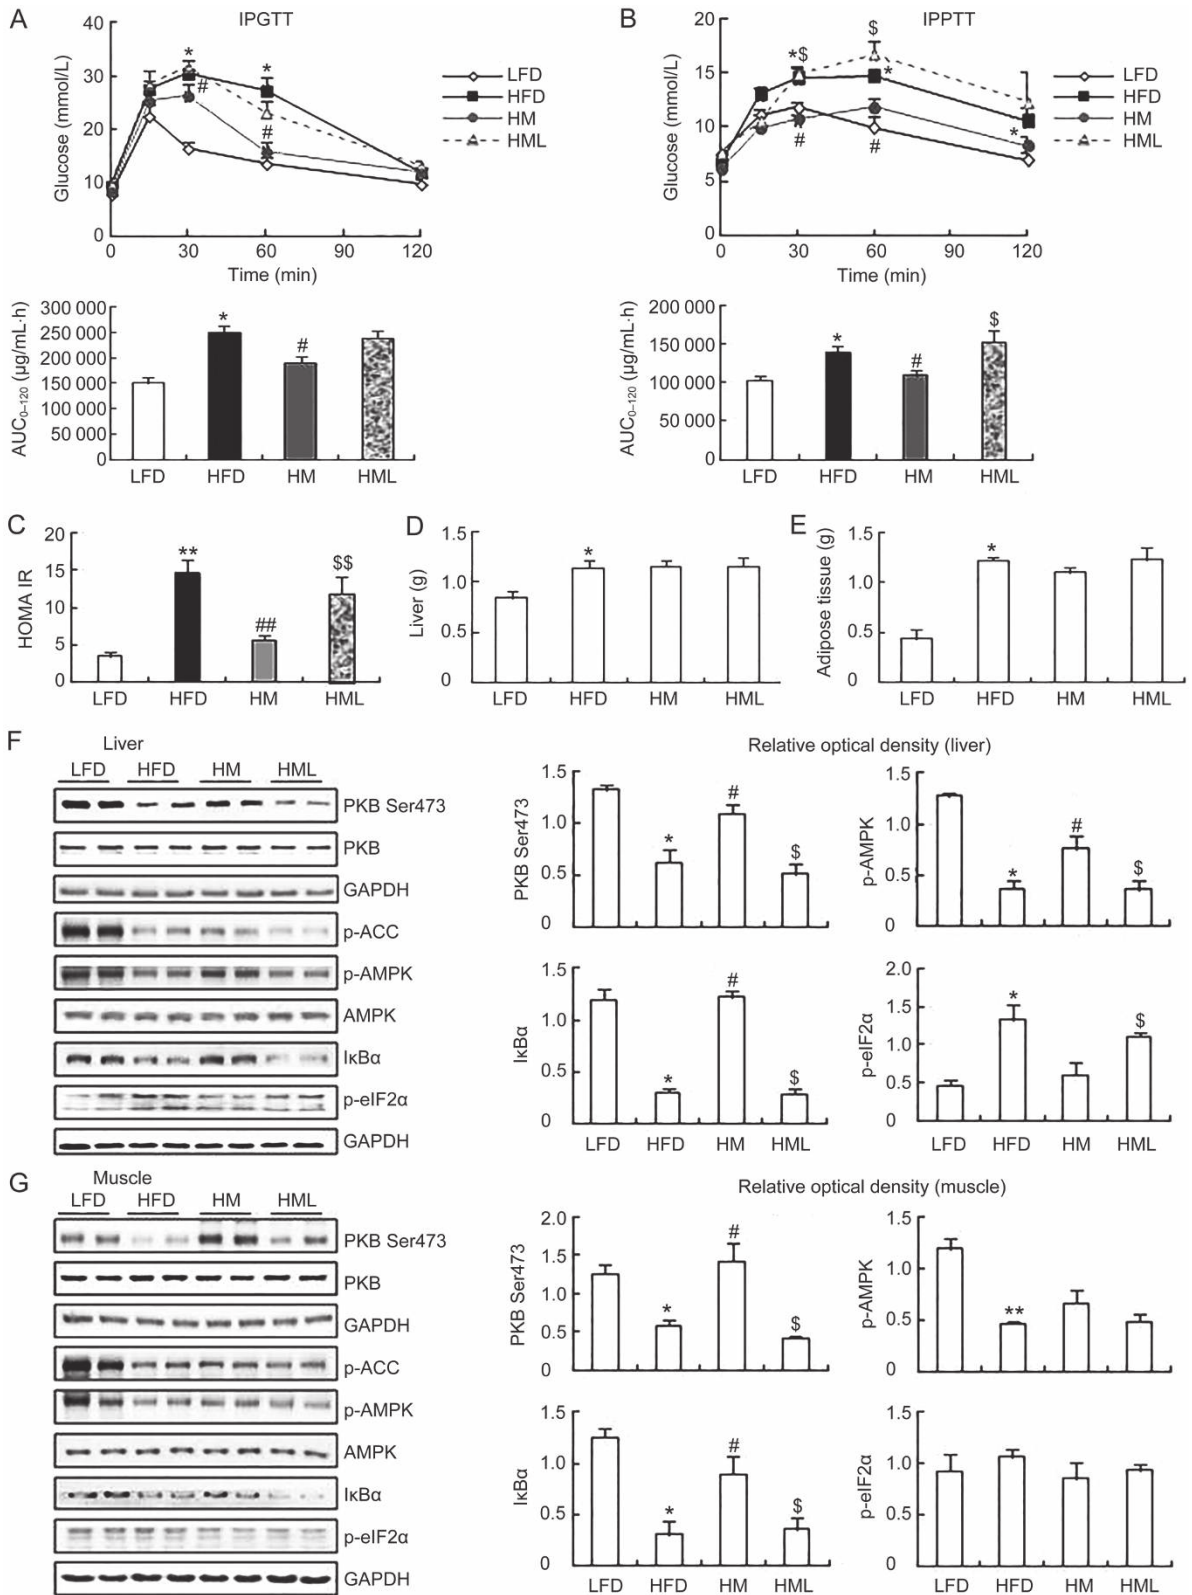 A
IPGTT
Glucose (mmol/L)
40
30
20
10
0
*
#
*
#
0 30 60 90 120
Time (min)
LFD
HFD
HM
HML
AUC0–120 (µg/mL·h)
300 000
250 000
200 000
150 000
100 000
50 000
0
*
#
LFD HFD HM HML
B
IPPTT
Glucose (mmol/L)
20
15
10
5
0
*$
#
$
*
#
*
0 30 60 90 120
Time (min)
LFD
HFD
HM
HML
AUC0–120 (µg/mL·h)
200 000
150 000
100 000
50 000
0
*
#
$
LFD HFD HM HML
C
HOMA IR
20
15
10
5
0
**
##
$$
LFD HFD HM HML
D
Liver (g)
1.5
1.0
0.5
0
*
LFD HFD HM HML
E
Adipose tissue (g)
1.5
1.0
0.5
0
*
LFD HFD HM HML
F
Liver
LFD HFD HM HML
PKB Ser473
PKB
GAPDH
p-ACC
p-AMPK
AMPK
IκBα
p-eIF2α
GAPDH
Relative optical density (liver)
PKB Ser473
1.5
1.0
0.5
0
*
#
$
p-AMPK
1.5
1.0
0.5
0
*
#
$
IκBα
1.5
1.0
0.5
0
*
#
$
LFD HFD HM HML
p-eIF2α
2.0
1.5
1.0
0.5
0
*
$
LFD HFD HM HML
G
Muscle
LFD HFD HM HML
PKB Ser473
PKB
GAPDH
p-ACC
p-AMPK
AMPK
IκBα
p-eIF2α
GAPDH
Relative optical density (muscle)
PKB Ser473
2.0
1.5
1.0
0.5
0
*
#
$
p-AMPK
1.5
1.0
0.5
0
**
IκBα
1.5
1.0
0.5
0
*
#
$
LFD HFD HM HML
p-eIF2α
1.5
1.0
0.5
0
LFD HFD HM HML